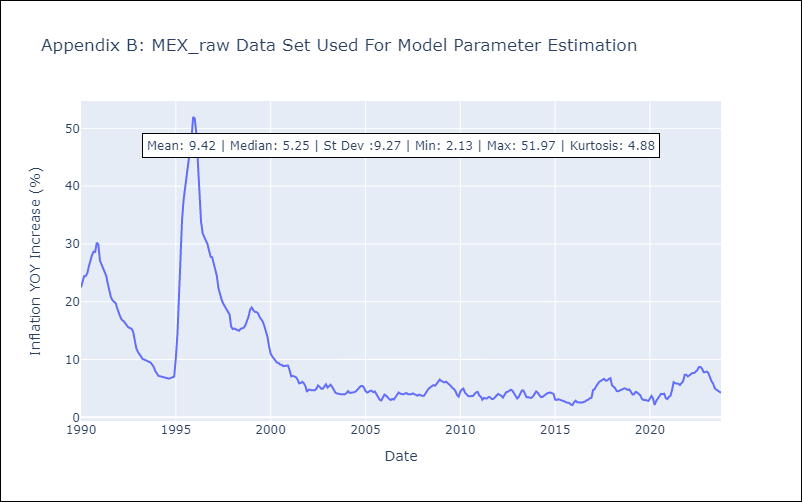 Appendix B: MEX_raw Data Set Used For Model Parameter Estimation
50
Mean: 9.42 | Median: 5.25 | St Dev :9.27 | Min: 2.13 | Max: 51.97 | Kurtosis: 4.88
40
30
20
10
0
Inflation YOY Increase (%)
1990 1995 2000 2005 2010 2015 2020
Date